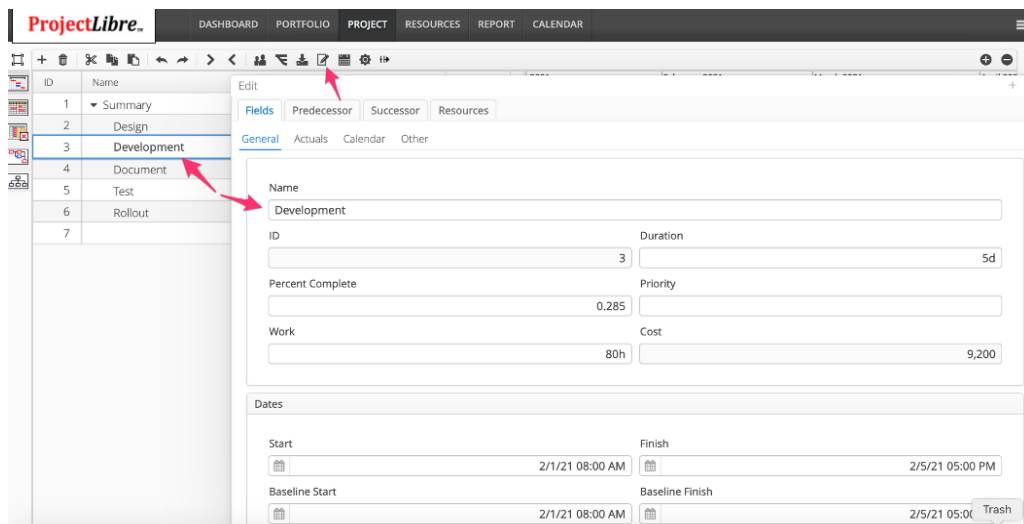 ProjectLibre™ DASHBOARD PORTFOLIO PROJECT RESOURCES REPORT CALENDAR
ID Name
1 Summary
2 Design
3 Development
4 Document
5 Test
6 Rollout
7
Edit
Fields Predecessor Successor Resources
General Actuals Calendar Other
Name
Development
ID Duration
3 5d
Percent Complete Priority
0.285
Work Cost
80h 9,200
Dates
Start Finish
2/1/21 08:00 AM 2/5/21 05:00 PM
Baseline Start Baseline Finish
2/1/21 08:00 AM 2/5/21 05:00
Trash